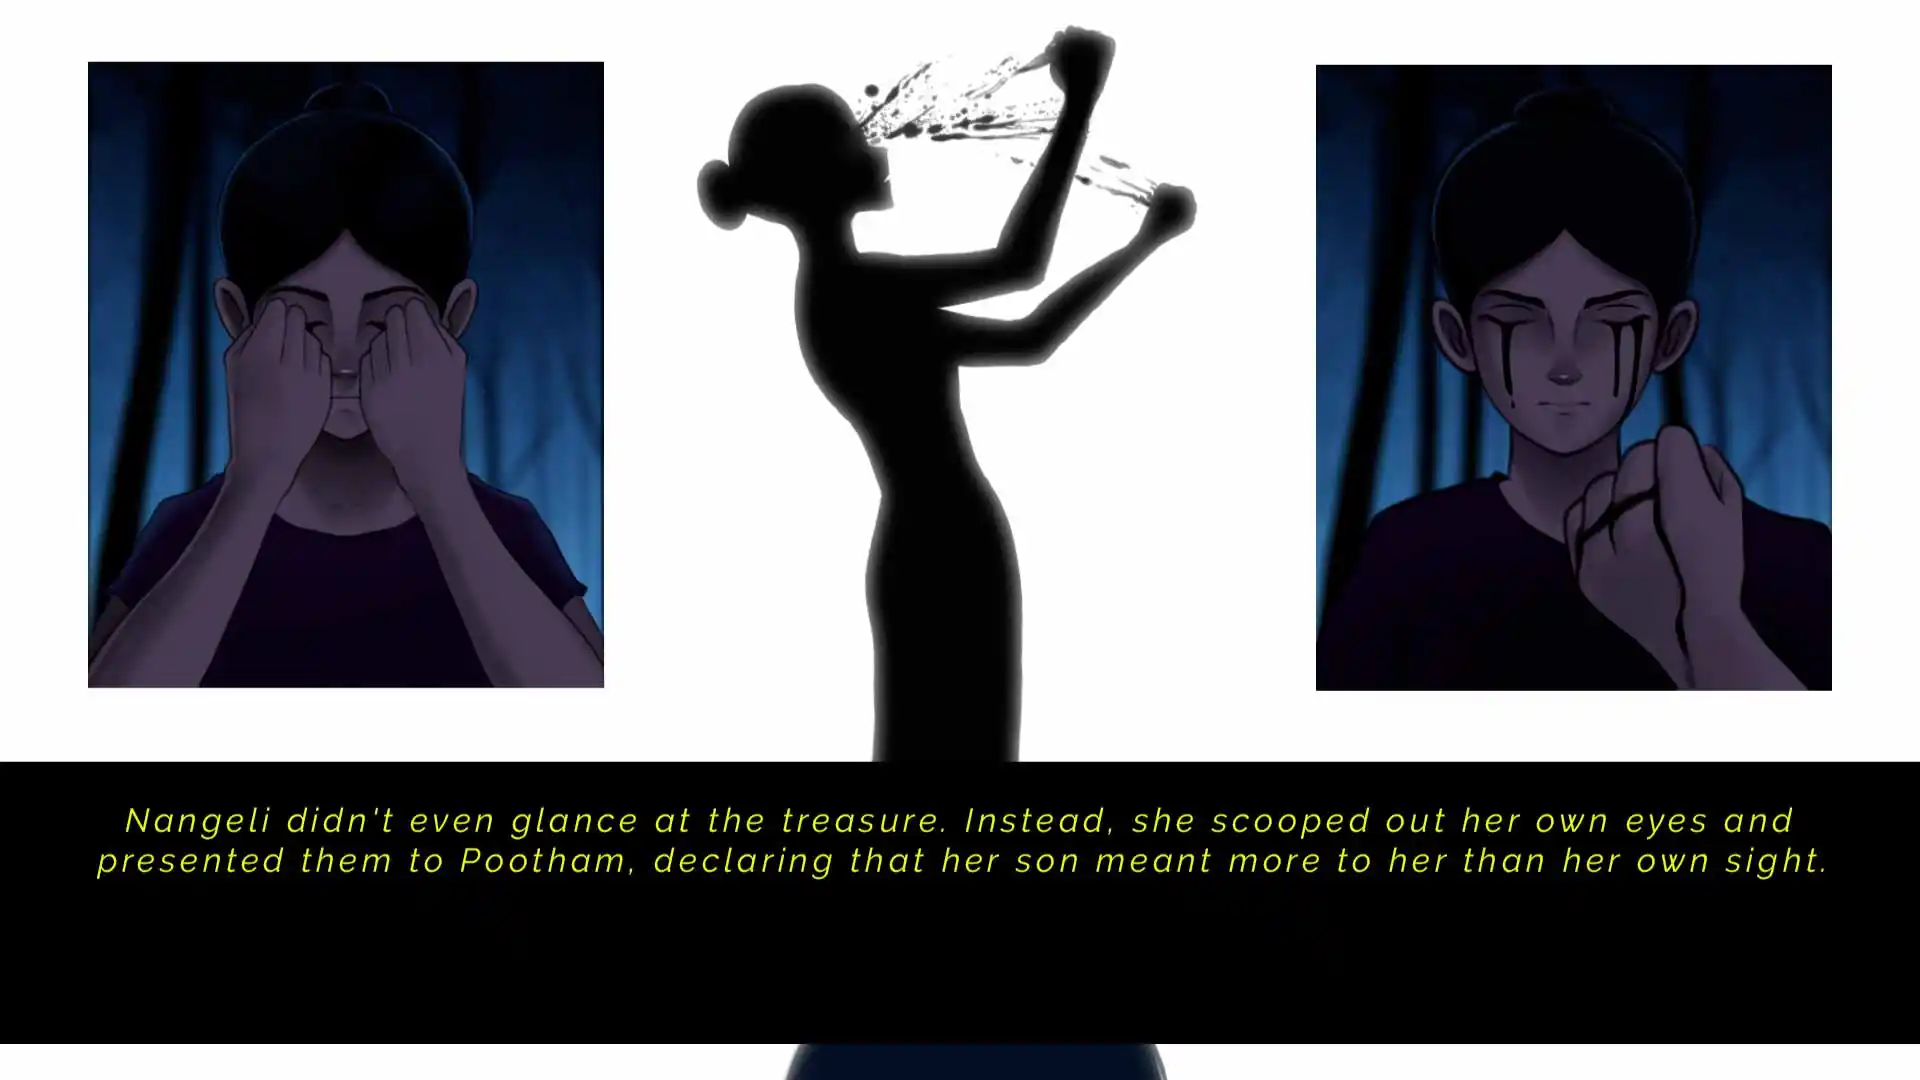 Nangeli didn't even glance at the treasure. Instead, she scooped out her own eyes and
presented them to Pootham, declaring that her son meant more to her than her own sight.